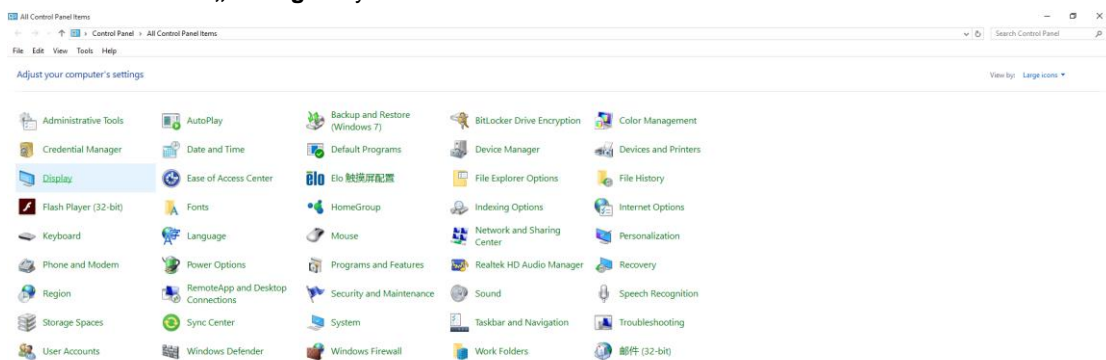 All Control Panel Items
Control Panel › All Control Panel Items
Search Control Panel
File Edit View Tools Help
Adjust your computer's settings
View by: Large icons
Administrative Tools
AutoPlay
Backup and Restore
(Windows 7)
BitLocker Drive Encryption
Color Management
Credential Manager
Date and Time
Default Programs
Device Manager
Devices and Printers
Display
Ease of Access Center
elo Elo 触摸屏配置
File Explorer Options
File History
Flash Player (32-bit)
Fonts
HomeGroup
Indexing Options
Internet Options
Keyboard
Language
Mouse
Network and Sharing
Center
Personalization
Phone and Modem
Power Options
Programs and Features
Realtek HD Audio Manager
Recovery
Region
RemoteApp and Desktop
Connections
Security and Maintenance
Sound
Speech Recognition
Storage Spaces
Sync Center
System
Taskbar and Navigation
Troubleshooting
User Accounts
Windows Defender
Windows Firewall
Work Folders
邮件 (32-bit)